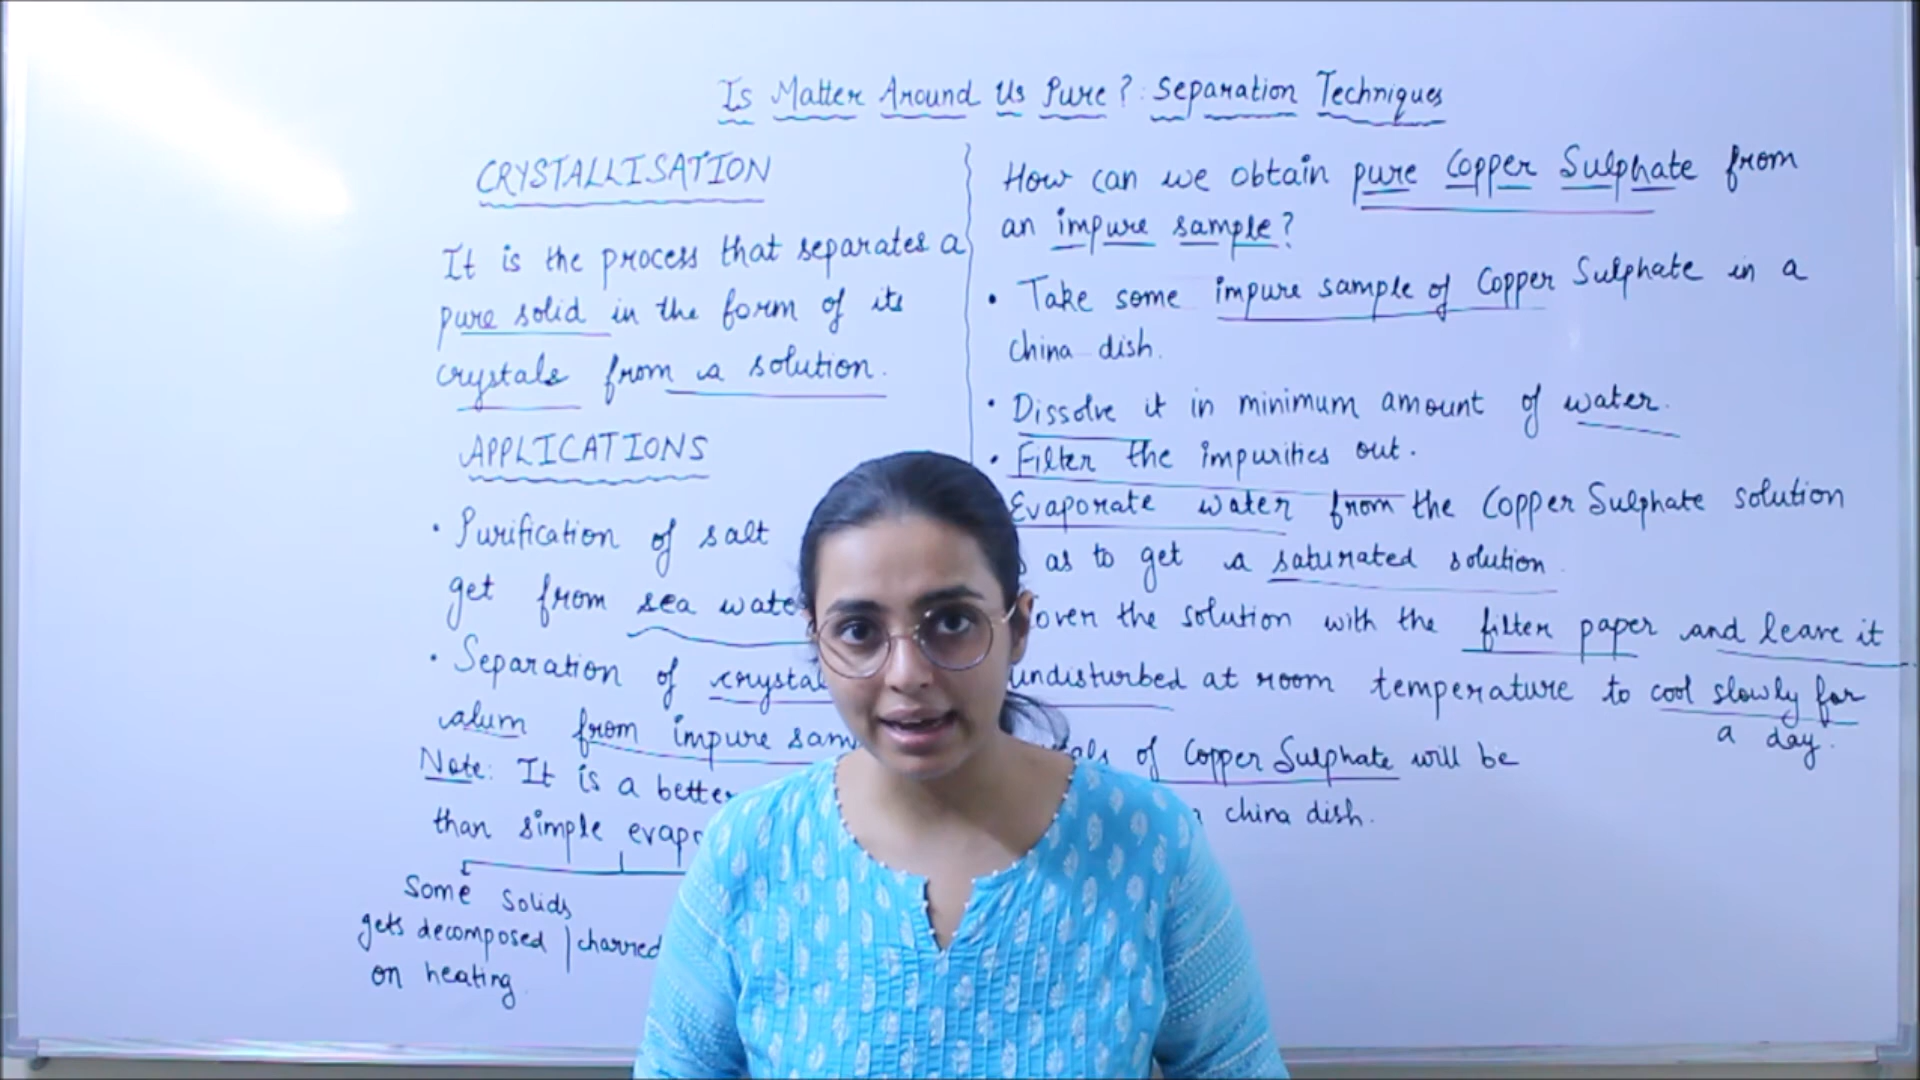 Is Matter Around Us Pure? : Separation Techniques
CRYSTALLISATION
It is the process that separates a
pure solid in the form of its
crystals from a solution.
APPLICATIONS
• Purification of salt
get from sea
• Separation of
alum from impure
Note: It is a
than simple
Some Solids
gets decomposed | charred
on heating.
How can we obtain pure Copper Sulphate from
an impure sample?
• Take some impure sample of Copper Sulphate in a
China dish.
• Dissolve it in minimum amount of water.
• Filter the impurities out.
Evaporate water from the Copper Sulphate solution
as to get a saturated solution.
the solution with the filter paper and leave it
undisturbed at room temperature to cool slowly for
a day.
of Copper Sulphate will be
china dish.